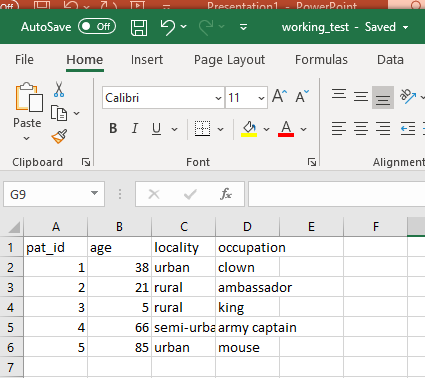 Off Presentation1 - PowerPoint
AutoSave Off working_test - Saved
File Home Insert Page Layout Formulas Data
Paste Calibri 11 A A
B I U A ab
Clipboard Font Alignment
G9 fx
A B C D E F
1 pat_id age locality occupation
2 1 38 urban clown
3 2 21 rural ambassador
4 3 5 rural king
5 4 66 semi-urba army captain
6 5 85 urban mouse
7